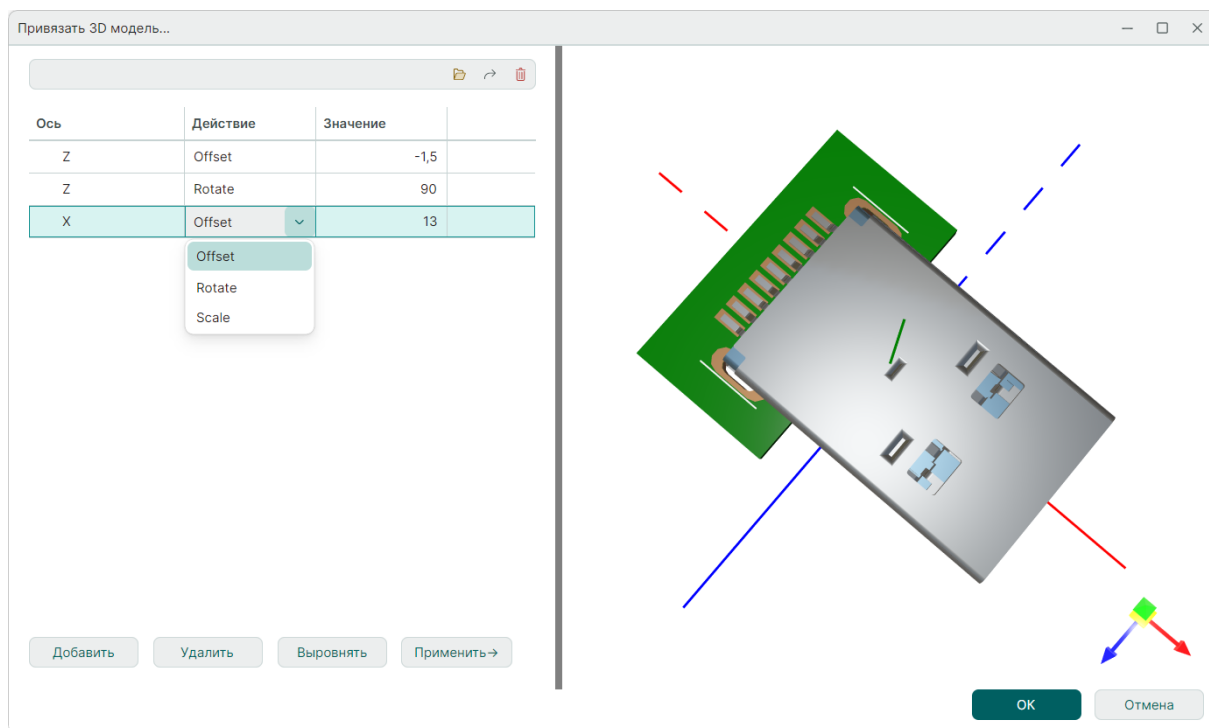 Привязать 3D модель...
Ось Действие Значение
Z Offset -1,5
Z Rotate 90
X Offset 13
Offset
Rotate
Scale
Добавить Удалить Выровнять Применить→
ОК Отмена